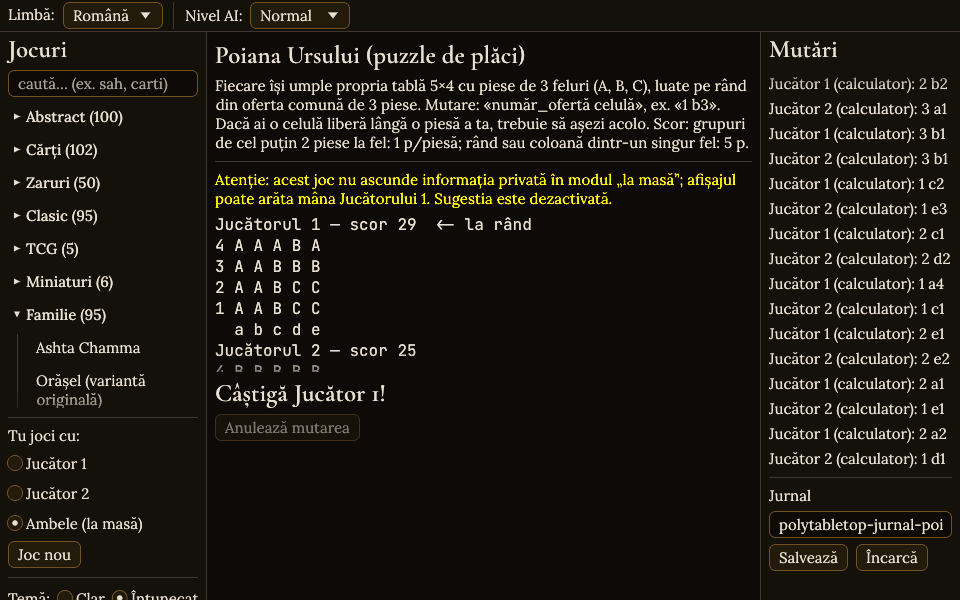 Limbă: Română ▼ Nivel AI: Normal ▼
Jocuri
caută... (ex. sah, carti)
▸ Abstract (100)
▸ Cărți (102)
▸ Zaruri (50)
▸ Clasic (95)
▸ TCG (5)
▸ Miniaturi (6)
▾ Familie (95)
Ashta Chamma
Orășel (variantă
originală)
Tu joci cu:
Jucător 1
Jucător 2
Ambele (la masă)
Joc nou
Temă: Clar Întunecat
Poiana Ursului (puzzle de plăci)
Fiecare își umple propria tablă 5×4 cu piese de 3 feluri (A, B, C), luate pe rând
din oferta comună de 3 piese. Mutare: «număr_ofertă celulă», ex. «1 b3».
Dacă ai o celulă liberă lângă o piesă a ta, trebuie să așezi acolo. Scor: grupuri
de cel puțin 2 piese la fel: 1 p/piesă; rând sau coloană dintr-un singur fel: 5 p.
Atenție: acest joc nu ascunde informația privată în modul „la masă”; afișajul
poate arăta mâna Jucătorului 1. Sugestia este dezactivată.
Jucătorul 1 — scor 29 ← la rând
4 A A A B A
3 A A B B B
2 A A B C C
1 A A B C C
a b c d e
Jucătorul 2 — scor 25
Câștigă Jucător 1!
Anulează mutarea
Mutări
Jucător 1 (calculator): 2 b2
Jucător 2 (calculator): 3 a1
Jucător 1 (calculator): 3 b1
Jucător 2 (calculator): 3 b1
Jucător 1 (calculator): 1 c2
Jucător 2 (calculator): 1 e3
Jucător 1 (calculator): 2 c1
Jucător 2 (calculator): 2 d2
Jucător 1 (calculator): 1 a4
Jucător 2 (calculator): 1 c1
Jucător 1 (calculator): 2 e1
Jucător 2 (calculator): 2 e2
Jucător 1 (calculator): 2 a1
Jucător 2 (calculator): 1 e1
Jucător 1 (calculator): 2 a2
Jucător 2 (calculator): 1 d1
Jurnal
polytabletop-jurnal-poi
Salvează Încarcă